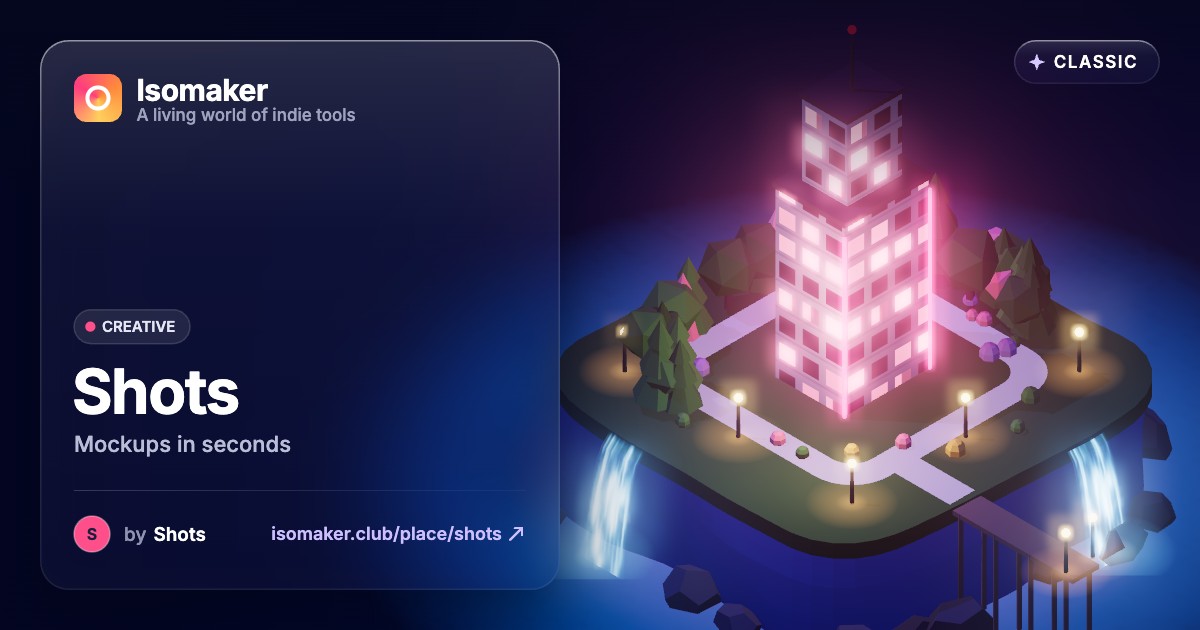 Isomaker
A living world of indie tools
CLASSIC
CREATIVE
Shots
Mockups in seconds
S
by Shots
isomaker.club/place/shots ↗